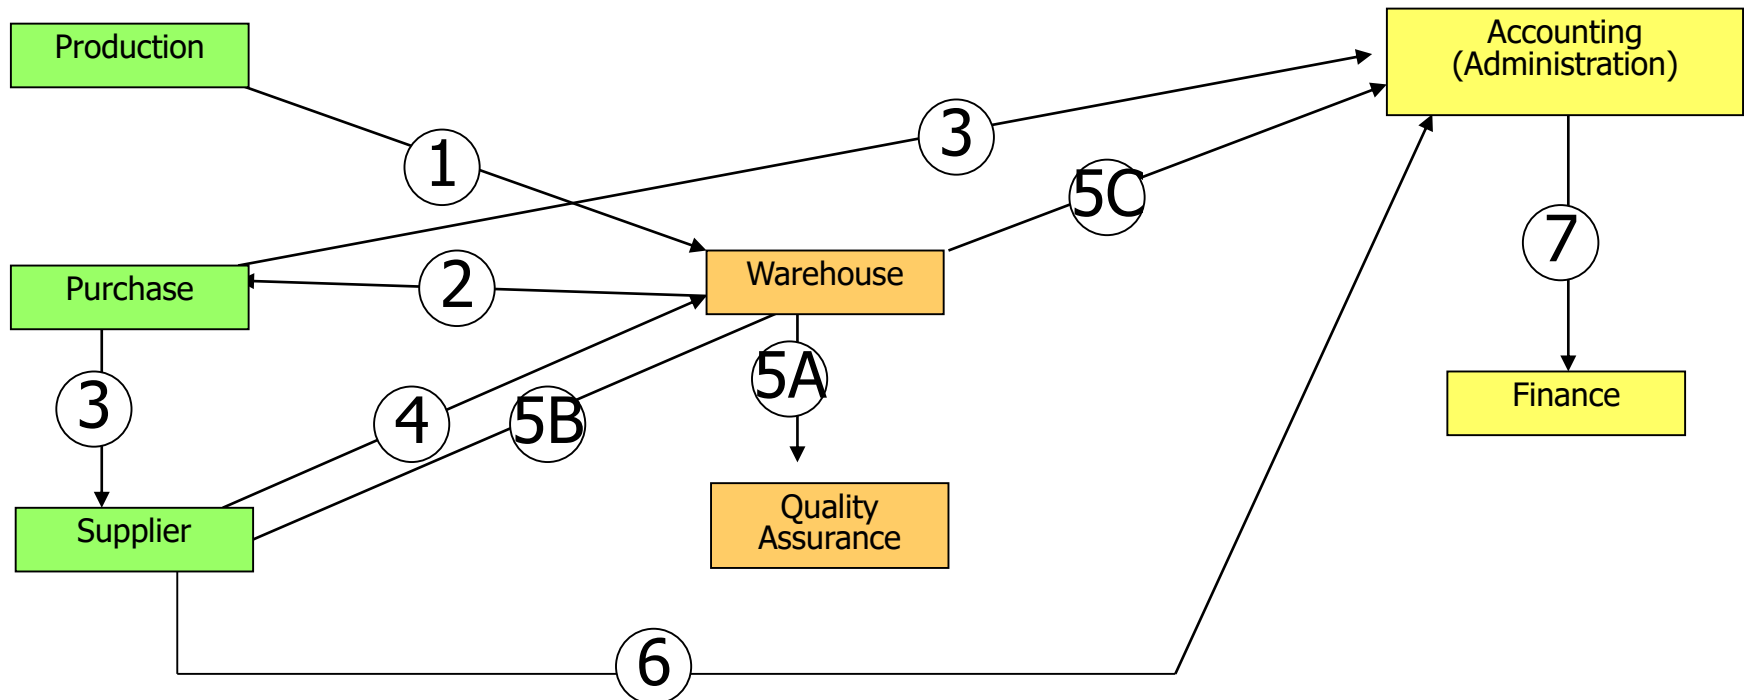 Production
Accounting
(Administration)
3
1
5C
7
Warehouse
Purchase
2
5A
3
4
5B
Finance
Quality
Assurance
Supplier
6